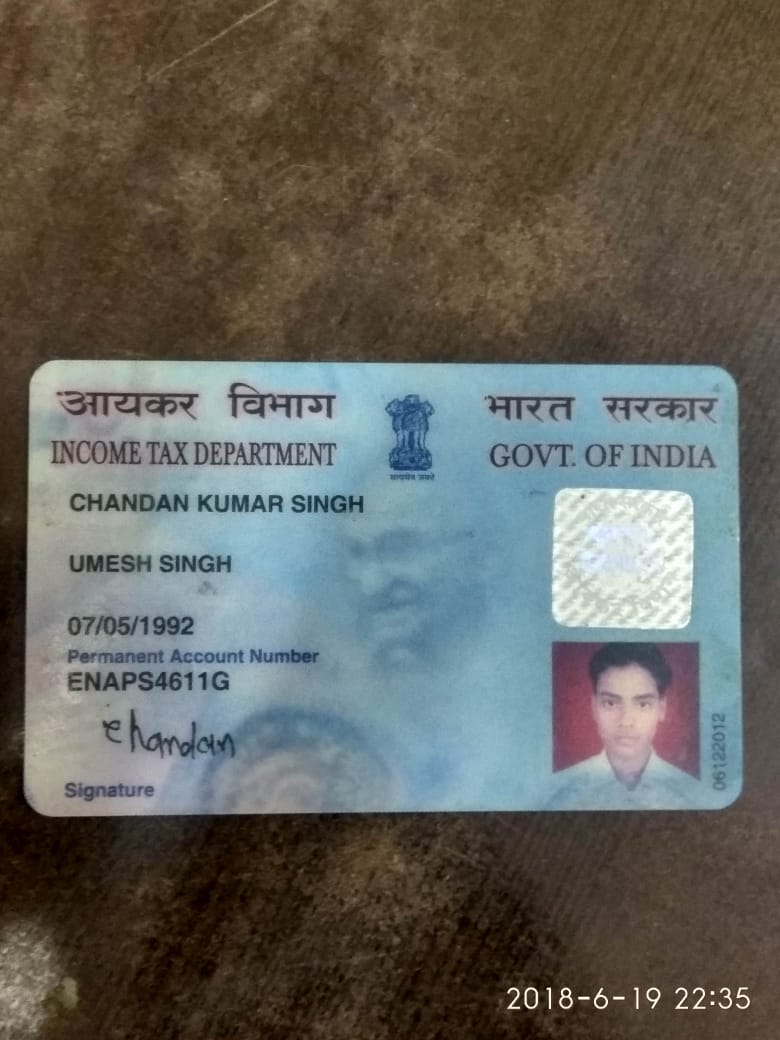 आयकर विभाग
INCOME TAX DEPARTMENT
सत्यमेव जयते
भारत सरकार
GOVT. OF INDIA
CHANDAN KUMAR SINGH
UMESH SINGH
07/05/1992
Permanent Account Number
ENAPS4611G
Chandan
Signature
06122012
2018-6-19 22:35